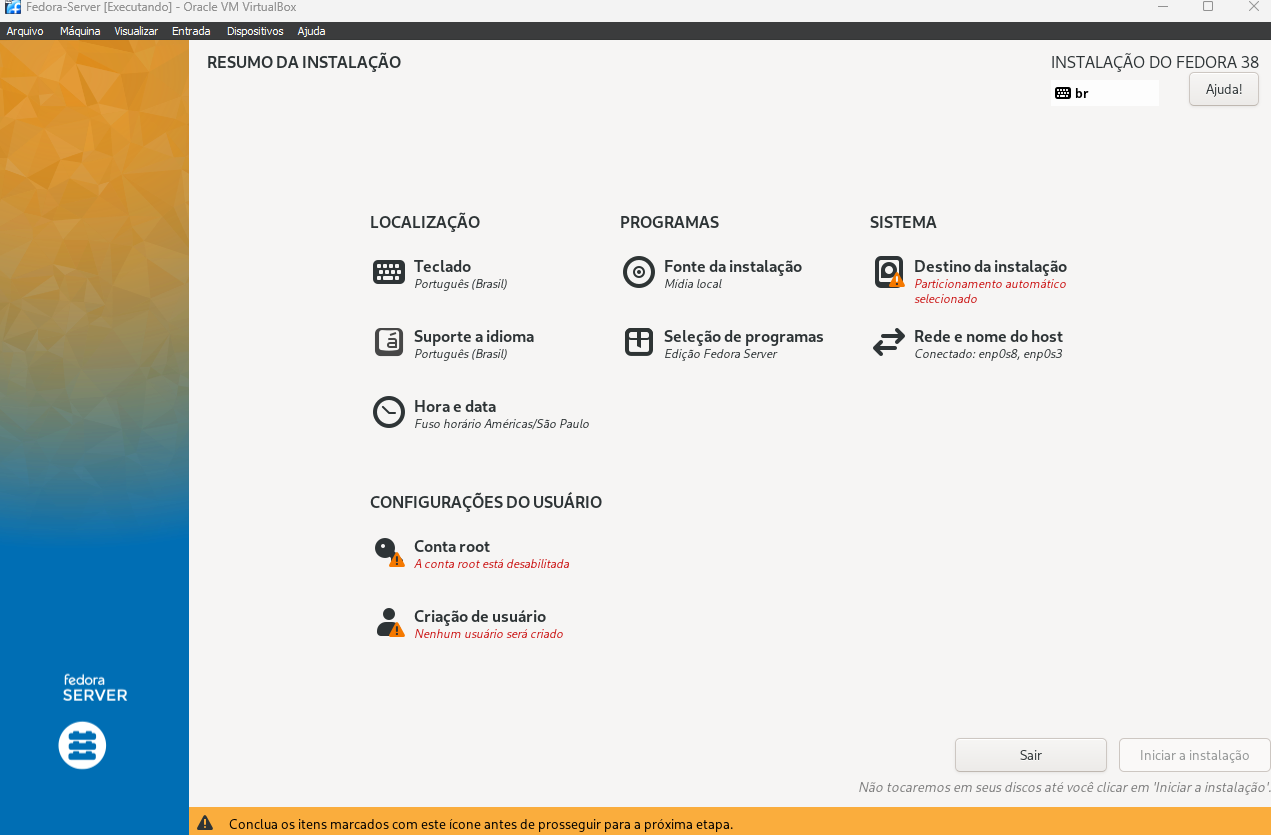 Fedora-Server [Executando] - Oracle VM VirtualBox
Arquivo Máquina Visualizar Entrada Dispositivos Ajuda
RESUMO DA INSTALAÇÃO
INSTALAÇÃO DO FEDORA 38
br
Ajuda!
LOCALIZAÇÃO
Teclado
Português (Brasil)
Suporte a idioma
Português (Brasil)
Hora e data
Fuso horário Américas/São Paulo
PROGRAMAS
Fonte da instalação
Mídia local
Seleção de programas
Edição Fedora Server
SISTEMA
Destino da instalação
Particionamento automático
selecionado
Rede e nome do host
Conectado: enp0s8, enp0s3
CONFIGURAÇÕES DO USUÁRIO
Conta root
A conta root está desabilitada
Criação de usuário
Nenhum usuário será criado
fedora
SERVER
Sair
Iniciar a instalação
Não tocaremos em seus discos até você clicar em 'Iniciar a instalação'.
Conclua os itens marcados com este ícone antes de prosseguir para a próxima etapa.